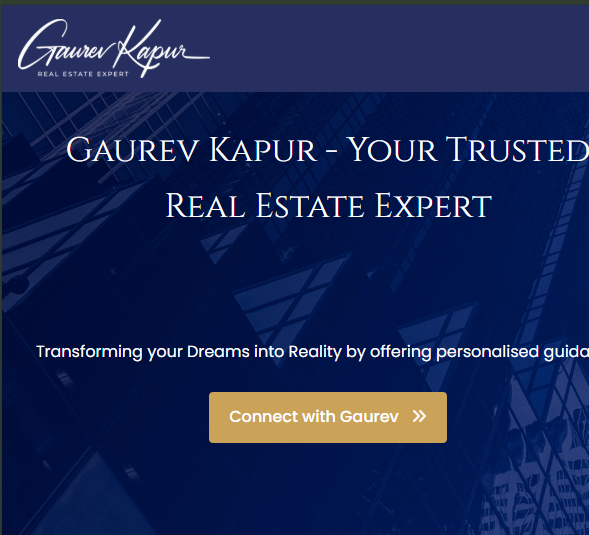 Gaurev Kapur
REAL ESTATE EXPERT
GAUREV KAPUR - YOUR TRUSTED
REAL ESTATE EXPERT
Transforming your Dreams into Reality by offering personalised guida
Connect with Gaurev »